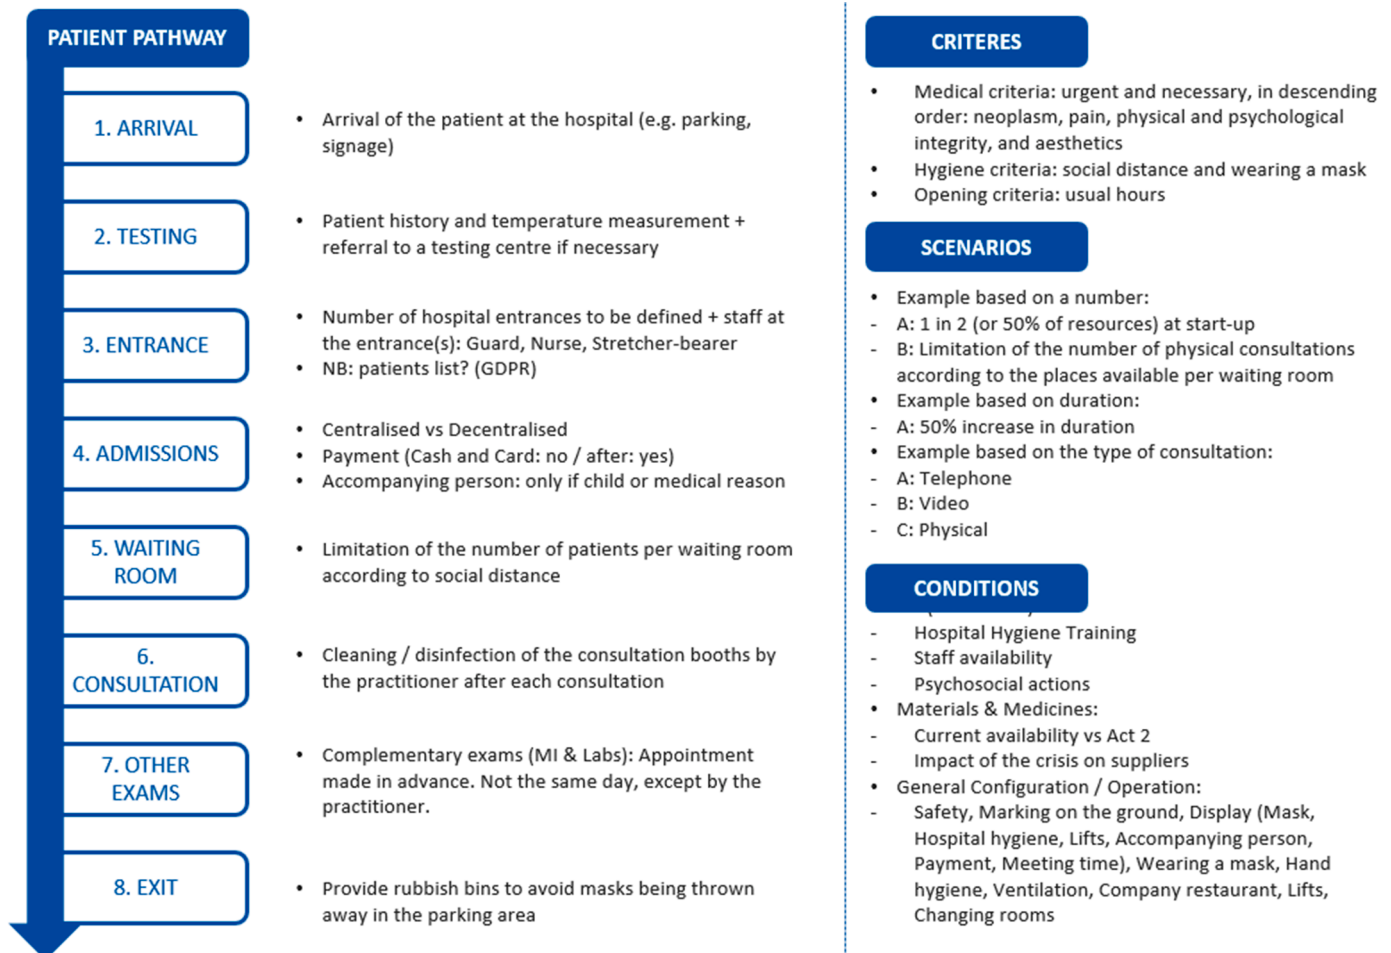 PATIENT PATHWAY
1. ARRIVAL
• Arrival of the patient at the hospital (e.g. parking,
signage)
2. TESTING
• Patient history and temperature measurement +
referral to a testing centre if necessary
3. ENTRANCE
• Number of hospital entrances to be defined + staff at
the entrance(s): Guard, Nurse, Stretcher-bearer
• NB: patients list? (GDPR)
4. ADMISSIONS
• Centralised vs Decentralised
• Payment (Cash and Card: no / after: yes)
• Accompanying person: only if child or medical reason
5. WAITING
ROOM
• Limitation of the number of patients per waiting room
according to social distance
6.
CONSULTATION
• Cleaning / disinfection of the consultation booths by
the practitioner after each consultation
7. OTHER
EXAMS
• Complementary exams (MI & Labs): Appointment
made in advance. Not the same day, except by the
practitioner.
8. EXIT
• Provide rubbish bins to avoid masks being thrown
away in the parking area
CRITERES
• Medical criteria: urgent and necessary, in descending
order: neoplasm, pain, physical and psychological
integrity, and aesthetics
• Hygiene criteria: social distance and wearing a mask
• Opening criteria: usual hours
SCENARIOS
• Example based on a number:
- A: 1 in 2 (or 50% of resources) at start-up
- B: Limitation of the number of physical consultations
according to the places available per waiting room
• Example based on duration:
- A: 50% increase in duration
• Example based on the type of consultation:
- A: Telephone
- B: Video
- C: Physical
CONDITIONS
- Hospital Hygiene Training
- Staff availability
- Psychosocial actions
• Materials & Medicines:
- Current availability vs Act 2
- Impact of the crisis on suppliers
• General Configuration / Operation:
- Safety, Marking on the ground, Display (Mask,
Hospital hygiene, Lifts, Accompanying person,
Payment, Meeting time), Wearing a mask, Hand
hygiene, Ventilation, Company restaurant, Lifts,
Changing rooms